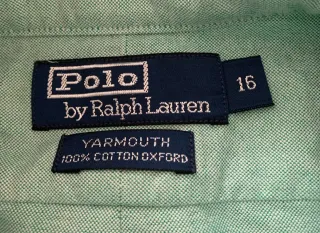 Polo 16
by Ralph Lauren
YARMOUTH
100% COTTON OXFORD